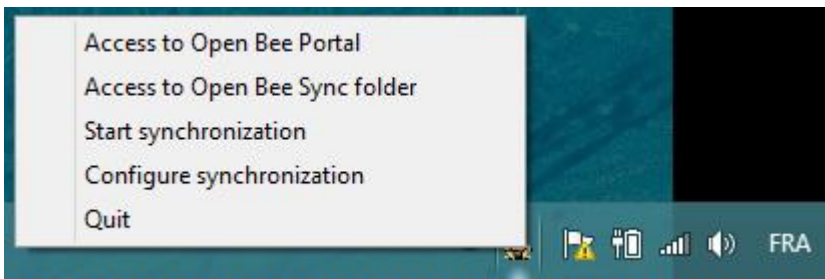 Access to Open Bee Portal
Access to Open Bee Sync folder
Start synchronization
Configure synchronization
Quit
FRA